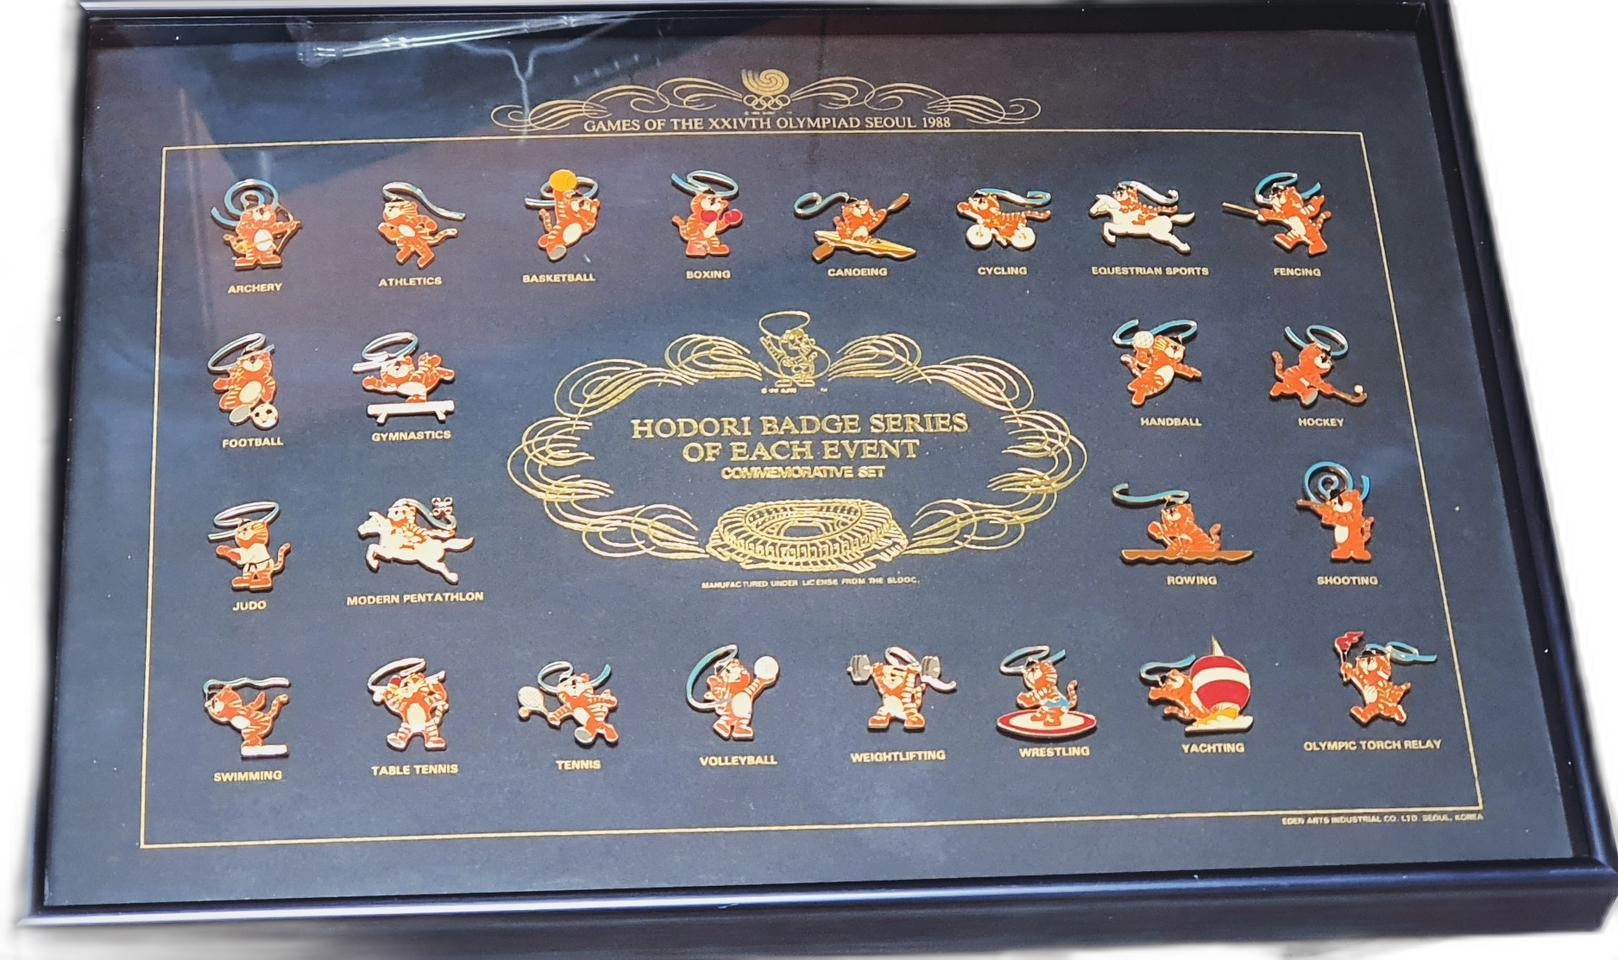 GAMES OF THE XXIVTH OLYMPIAD SEOUL 1988
ARCHERY
ATHLETICS
BASKETBALL
BOXING
CANOEING
CYCLING
EQUESTRIAN SPORTS
FENCING
FOOTBALL
GYMNASTICS
HANDBALL
HOCKEY
HODORI BADGE SERIES
OF EACH EVENT
COMMEMORATIVE SET
JUDO
MODERN PENTATHLON
ROWING
SHOOTING
MANUFACTURED UNDER LICENSE FROM THE SLOOC.
SWIMMING
TABLE TENNIS
TENNIS
VOLLEYBALL
WEIGHTLIFTING
WRESTLING
YACHTING
OLYMPIC TORCH RELAY
EDEN ARTS INDUSTRIAL CO. LTD. SEOUL, KOREA